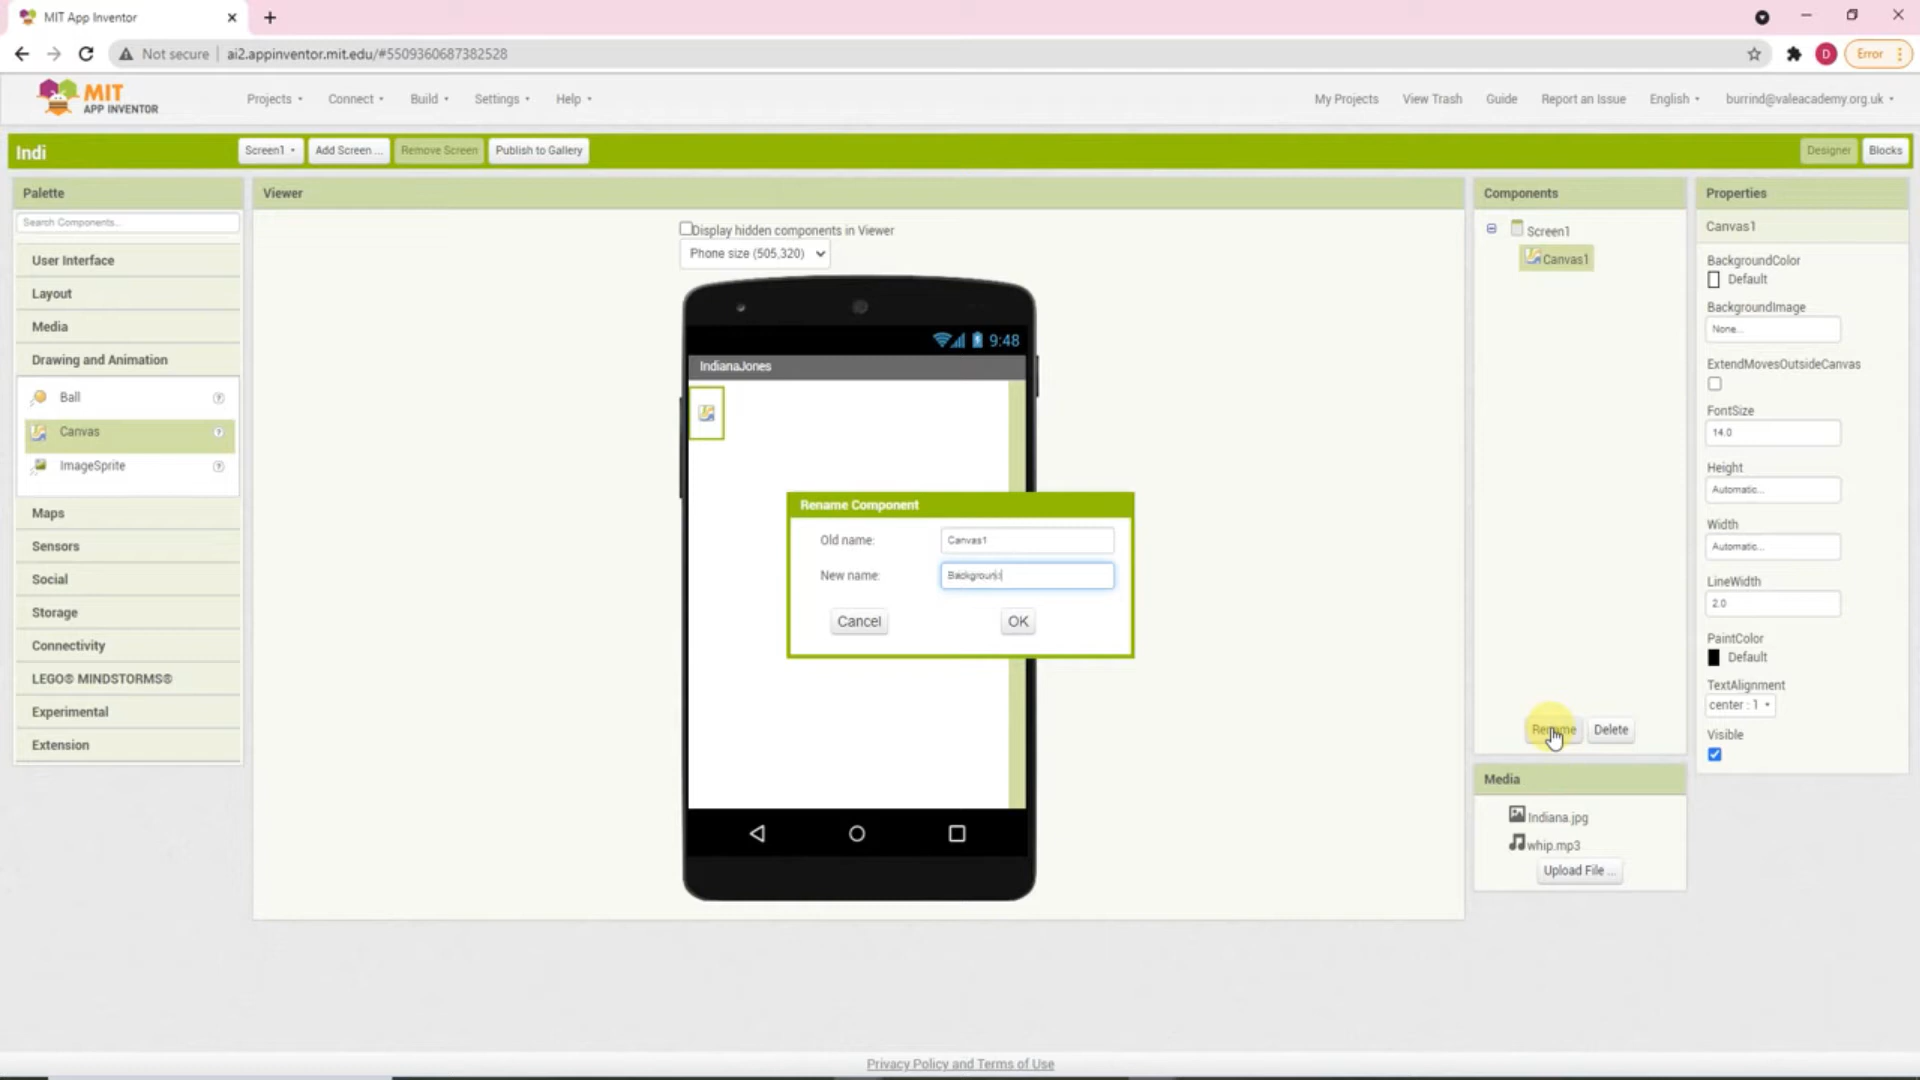 MIT App Inventor
Not secure
ai2.appinventor.mit.edu/#5509360687382528
D
Error
MIT
APP INVENTOR
Projects
Connect
Build
Settings
Help
My Projects
View Trash
Guide
Report an Issue
English
burrind@valeacademy.org.uk
Indi
Screen1
Add Screen ...
Remove Screen
Publish to Gallery
Designer
Blocks
Palette
Search Components...
User Interface
Layout
Media
Drawing and Animation
Ball
?
Canvas
?
ImageSprite
?
Maps
Sensors
Social
Storage
Connectivity
LEGO® MINDSTORMS®
Experimental
Extension
Viewer
Display hidden components in Viewer
Phone size (505,320)
9:48
IndianaJones
Rename Component
Old name:
Canvas1
New name:
Background
Cancel
OK
Components
Screen1
Canvas1
Rename
Delete
Media
Indiana.jpg
whip.mp3
Upload File ...
Properties
Canvas1
BackgroundColor
Default
BackgroundImage
None...
ExtendMovesOutsideCanvas
FontSize
14.0
Height
Automatic...
Width
Automatic...
LineWidth
2.0
PaintColor
Default
TextAlignment
center : 1
Visible
Privacy Policy and Terms of Use